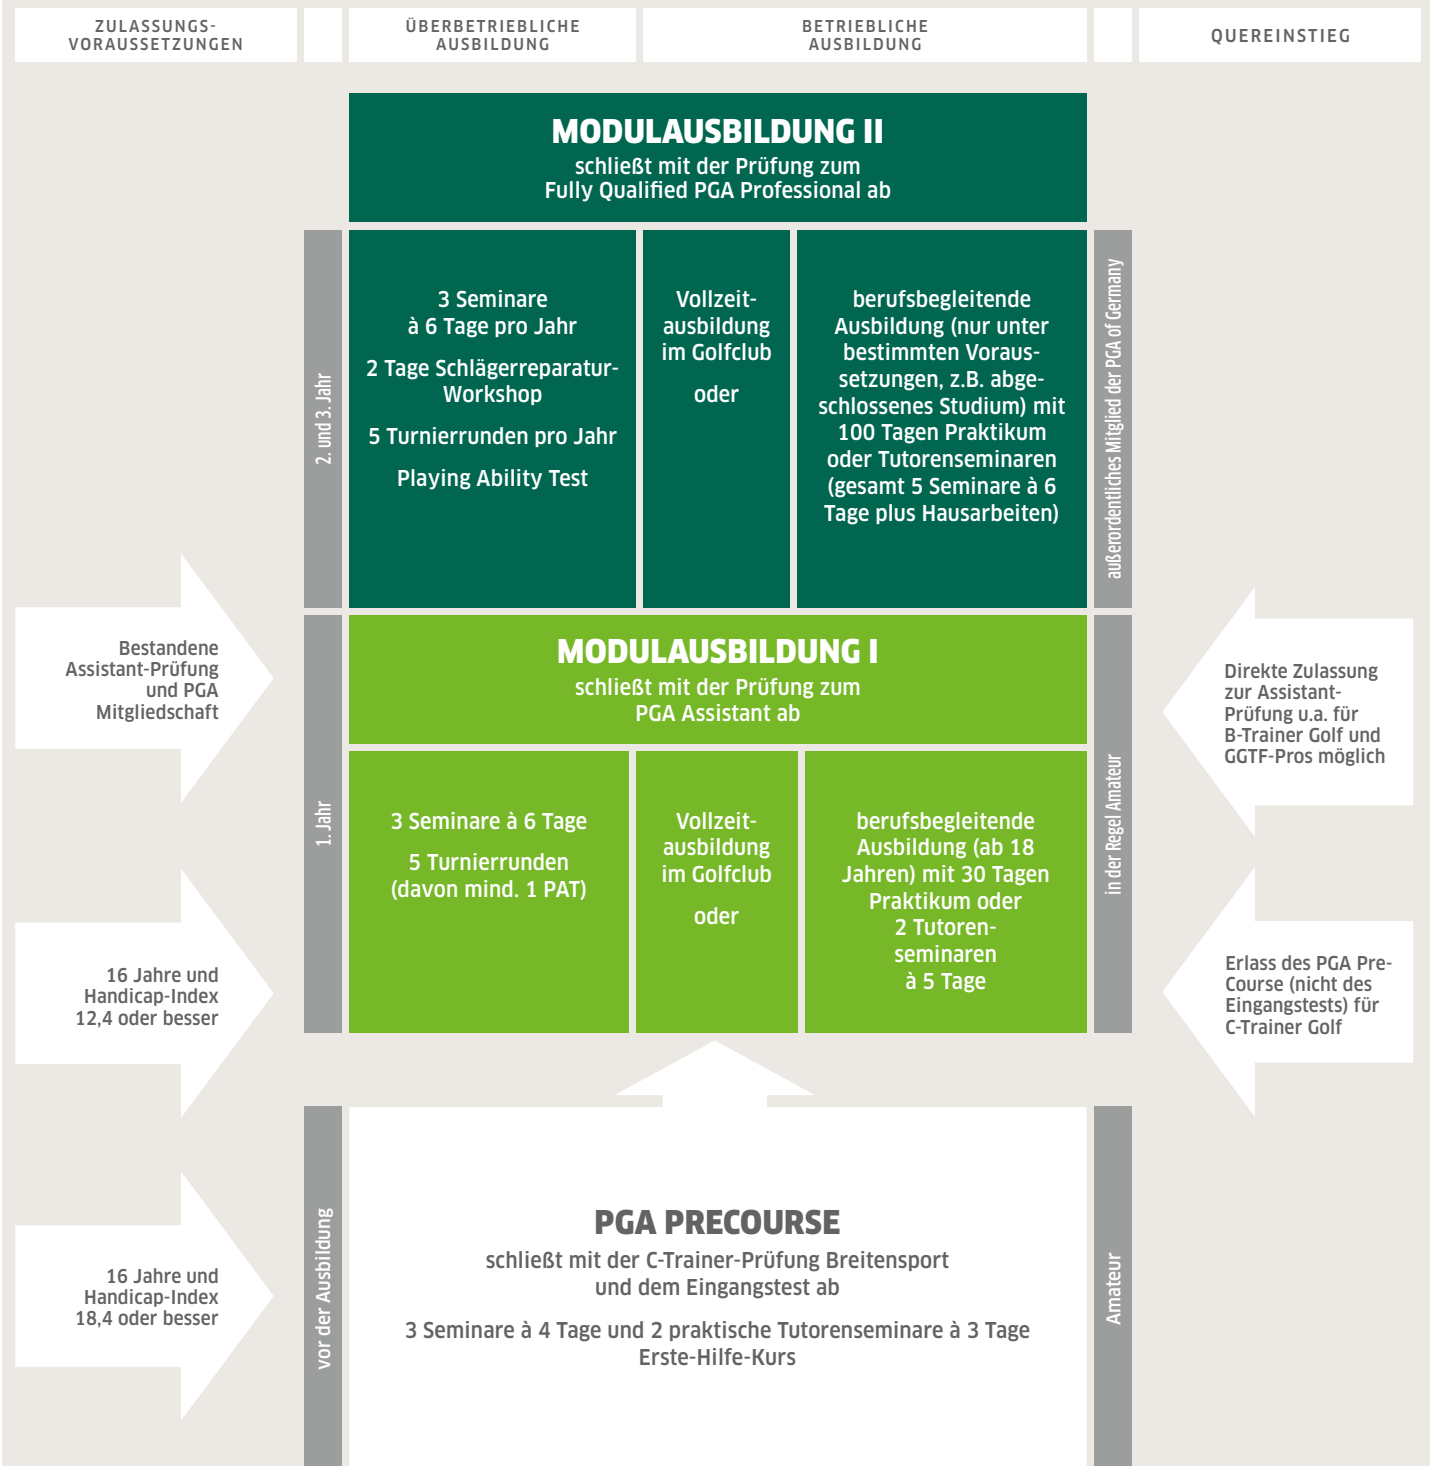 ZULASSUNGS-
VORAUSSETZUNGEN
ÜBERBETRIEBLICHE
AUSBILDUNG
BETRIEBLICHE
AUSBILDUNG
QUEREINSTIEG
MODULAUSBILDUNG II
schließt mit der Prüfung zum
Fully Qualified PGA Professional ab
2. und 3. Jahr
3 Seminare
à 6 Tage pro Jahr
2 Tage Schlägerreparatur-
Workshop
5 Turnierrunden pro Jahr
Playing Ability Test
Vollzeit-
ausbildung
im Golfclub
oder
berufsbegleitende
Ausbildung (nur unter
bestimmten Voraus-
setzungen, z.B. abge-
schlossenes Studium) mit
100 Tagen Praktikum
oder Tutorenseminaren
(gesamt 5 Seminare à 6
Tage plus Hausarbeiten)
außerordentliches Mitglied der PGA of Germany
Bestandene
Assistant-Prüfung
und PGA
Mitgliedschaft
MODULAUSBILDUNG I
schließt mit der Prüfung zum
PGA Assistant ab
Direkte Zulassung
zur Assistant-
Prüfung u.a. für
B-Trainer Golf und
GGTF-Pros möglich
1. Jahr
3 Seminare à 6 Tage
5 Turnierrunden
(davon mind. 1 PAT)
Vollzeit-
ausbildung
im Golfclub
oder
berufsbegleitende
Ausbildung (ab 18
Jahren) mit 30 Tagen
Praktikum oder
2 Tutoren-
seminaren
à 5 Tage
in der Regel Amateur
16 Jahre und
Handicap-Index
12,4 oder besser
Erlass des PGA Pre-
Course (nicht des
Eingangstests) für
C-Trainer Golf
vor der Ausbildung
PGA PRECOURSE
schließt mit der C-Trainer-Prüfung Breitensport
und dem Eingangstest ab
3 Seminare à 4 Tage und 2 praktische Tutorenseminare à 3 Tage
Erste-Hilfe-Kurs
Amateur
16 Jahre und
Handicap-Index
18,4 oder besser